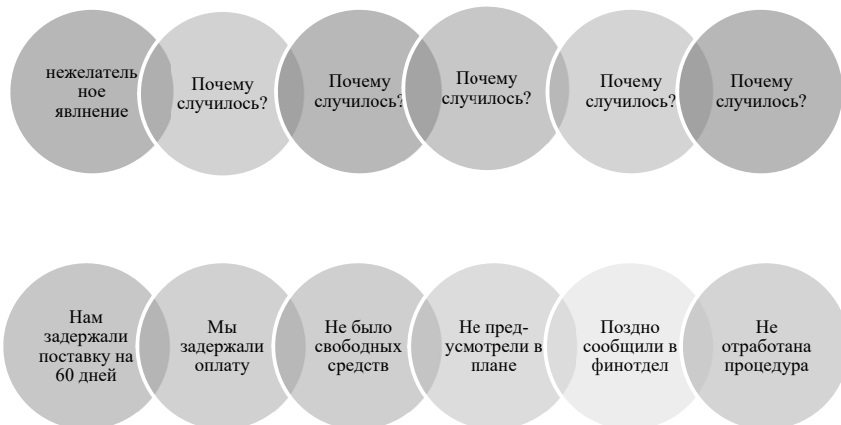 нежелатель
ное
явлнение
Почему
случилось?
Почему
случилось?
Почему
случилось?
Почему
случилось?
Почему
случилось?
Нам
задержали
поставку на
60 дней
Мы
задержали
оплату
Не было
свободных
средств
Не пред-
усмотрели в
плане
Поздно
сообщили в
финотдел
Не
отработана
процедура